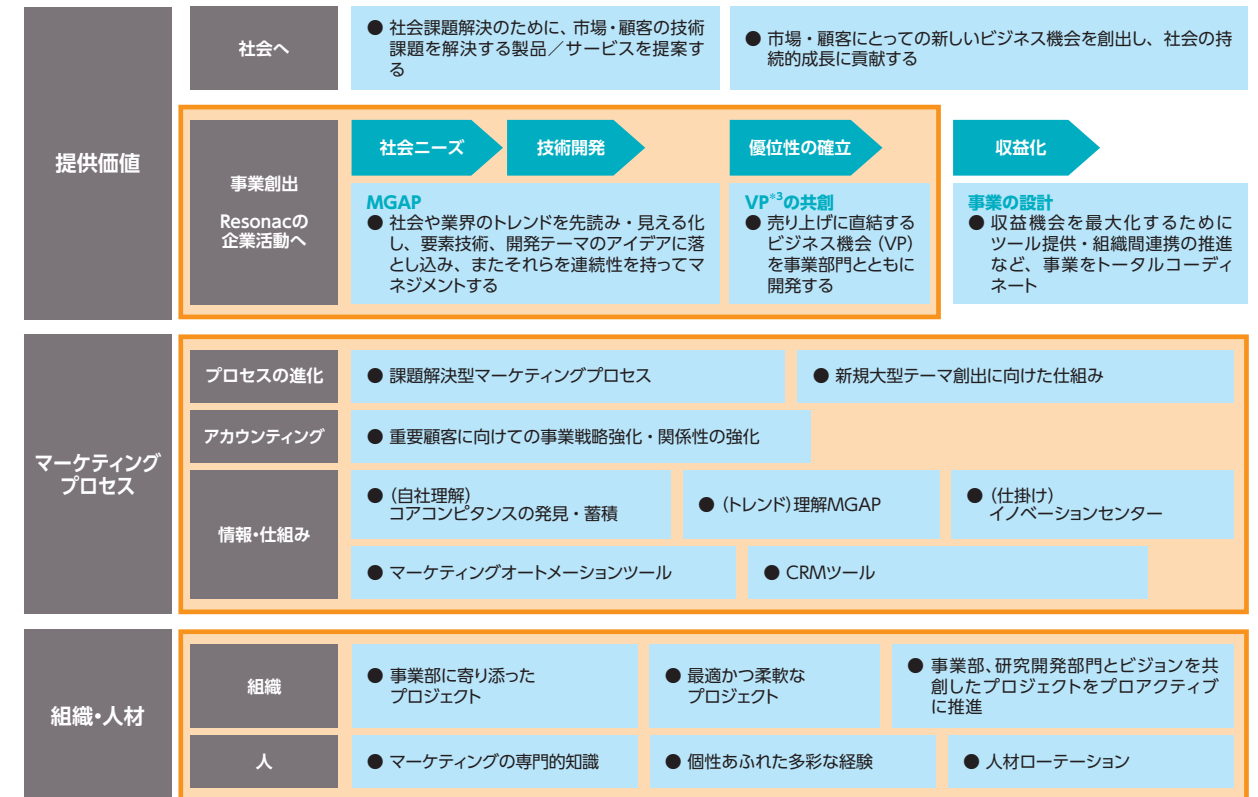 提供価値
社会へ
● 社会課題解決のために、市場・顧客の技術
課題を解決する製品／サービスを提案す
る
● 市場・顧客にとっての新しいビジネス機会を創出し、社会の持
続的成長に貢献する
事業創出
Resonacの
企業活動へ
社会ニーズ
技術開発
優位性の確立
収益化
MGAP
● 社会や業界のトレンドを先読み・見える化
し、要素技術、開発テーマのアイデアに落
とし込み、またそれらを連続性を持ってマ
ネジメントする
VP*3の共創
● 売り上げに直結する
ビジネス機会（VP）
を事業部門とともに
開発する
事業の設計
● 収益機会を最大化するために
ツール提供・組織間連携の推進
など、事業をトータルコーディ
ネート
マーケティング
プロセス
プロセスの進化
● 課題解決型マーケティングプロセス
● 新規大型テーマ創出に向けた仕組み
アカウンティング
● 重要顧客に向けての事業戦略強化・関係性の強化
情報・仕組み
● （自社理解）
コアコンピタンスの発見・蓄積
● （トレンド）理解MGAP
● （仕掛け）
イノベーションセンター
● マーケティングオートメーションツール
● CRMツール
組織・人材
組織
● 事業部に寄り添った
プロジェクト
● 最適かつ柔軟な
プロジェクト
● 事業部、研究開発部門とビジョンを共
創したプロジェクトをプロアクティブ
に推進
人
● マーケティングの専門的知識
● 個性あふれた多彩な経験
● 人材ローテーション